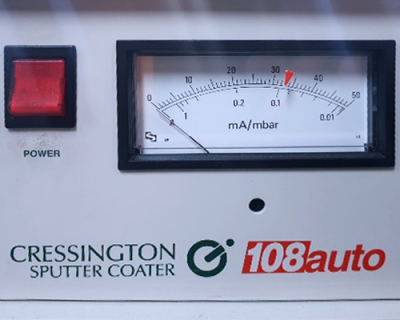 0 10 20 30 40 50
A 1 0.2 0.1 0.01
mA/mbar
POWER
CRESSINGTON
SPUTTER COATER
108auto